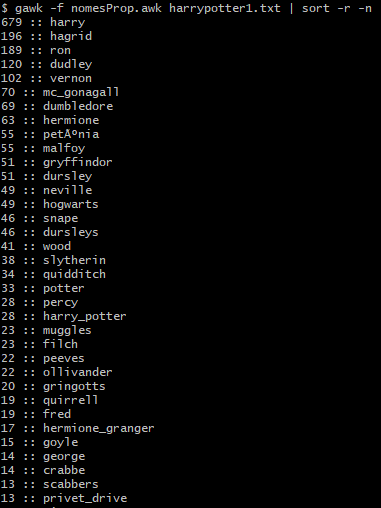 $ gawk -f nomesProp.awk harrypotter1.txt | sort -r -n
679 :: harry
196 :: hagrid
189 :: ron
120 :: dudley
102 :: vernon
70 :: mc_gonagall
69 :: dumbledore
63 :: hermione
55 :: petÅºnia
55 :: malfoy
51 :: gryffindor
51 :: dursley
49 :: neville
49 :: hogwarts
46 :: snape
46 :: dursleys
41 :: wood
38 :: slytherin
34 :: quidditch
33 :: potter
28 :: percy
28 :: harry_potter
23 :: muggles
23 :: filch
22 :: peeves
22 :: ollivander
20 :: gringotts
19 :: quirrell
19 :: fred
17 :: hermione_granger
15 :: goyle
14 :: george
14 :: crabbe
13 :: scabbers
13 :: privet_drive